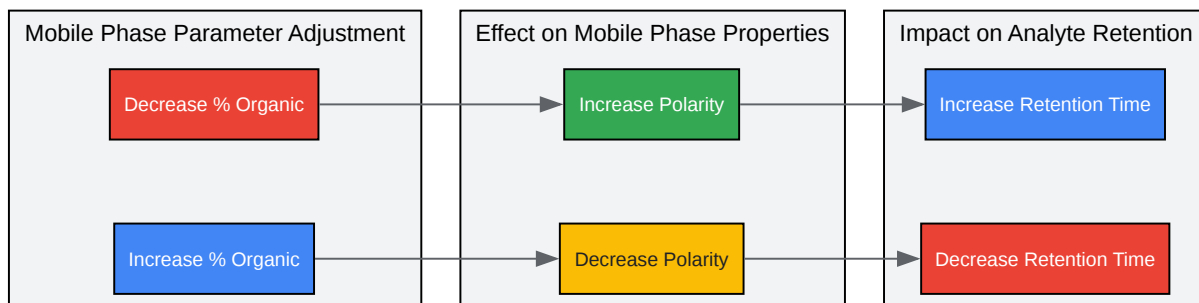 Mobile Phase Parameter Adjustment
Effect on Mobile Phase Properties
Impact on Analyte Retention
Decrease % Organic
Increase Polarity
Increase Retention Time
Increase % Organic
Decrease Polarity
Decrease Retention Time